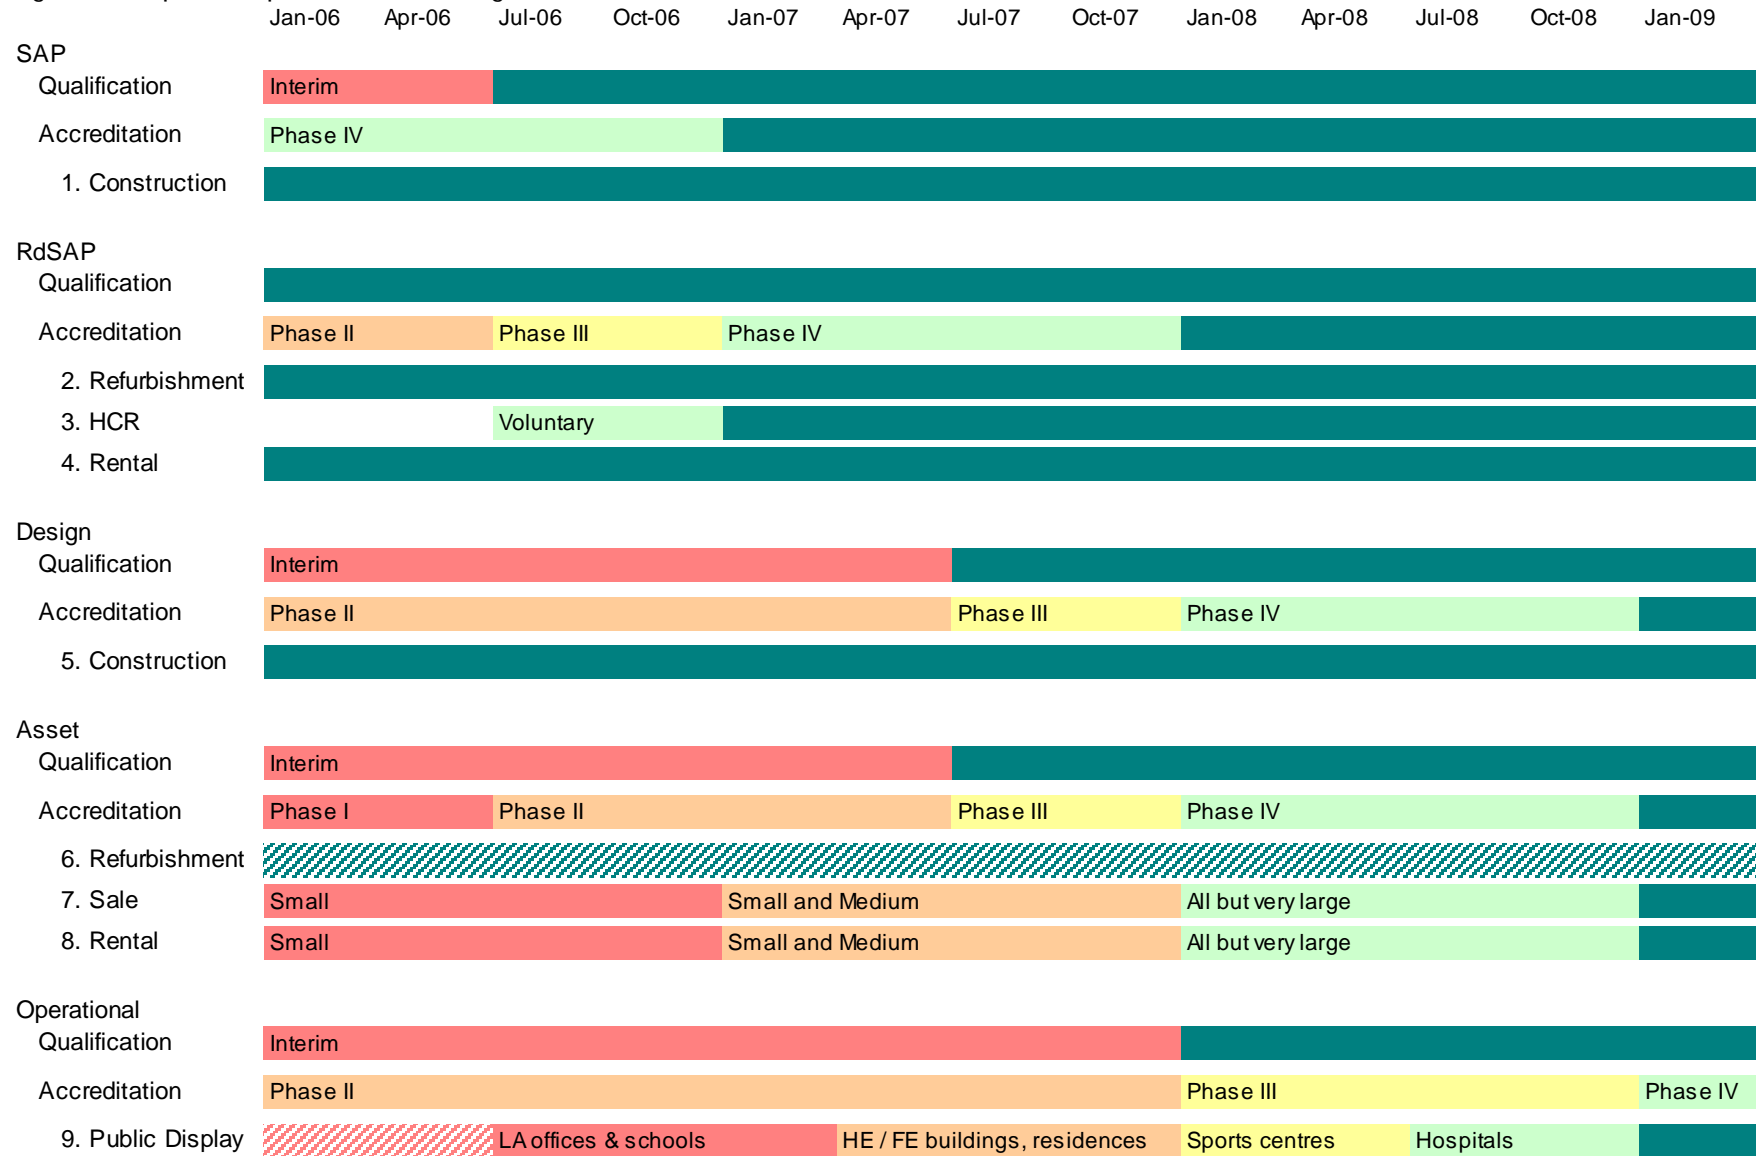 Jan-06 Apr-06 Jul-06 Oct-06 Jan-07 Apr-07 Jul-07 Oct-07 Jan-08 Apr-08 Jul-08 Oct-08 Jan-09
SAP
Qualification Interim
Accreditation Phase IV
1. Construction
RdSAP
Qualification
Accreditation Phase II Phase III Phase IV
2. Refurbishment
3. HCR Voluntary
4. Rental
Design
Qualification Interim
Accreditation Phase II Phase III Phase IV
5. Construction
Asset
Qualification Interim
Accreditation Phase I Phase II Phase III Phase IV
6. Refurbishment
7. Sale Small Small and Medium All but very large
8. Rental Small Small and Medium All but very large
Operational
Qualification Interim
Accreditation Phase II Phase III Phase IV
9. Public Display LA offices & schools HE / FE buildings, residences Sports centres Hospitals